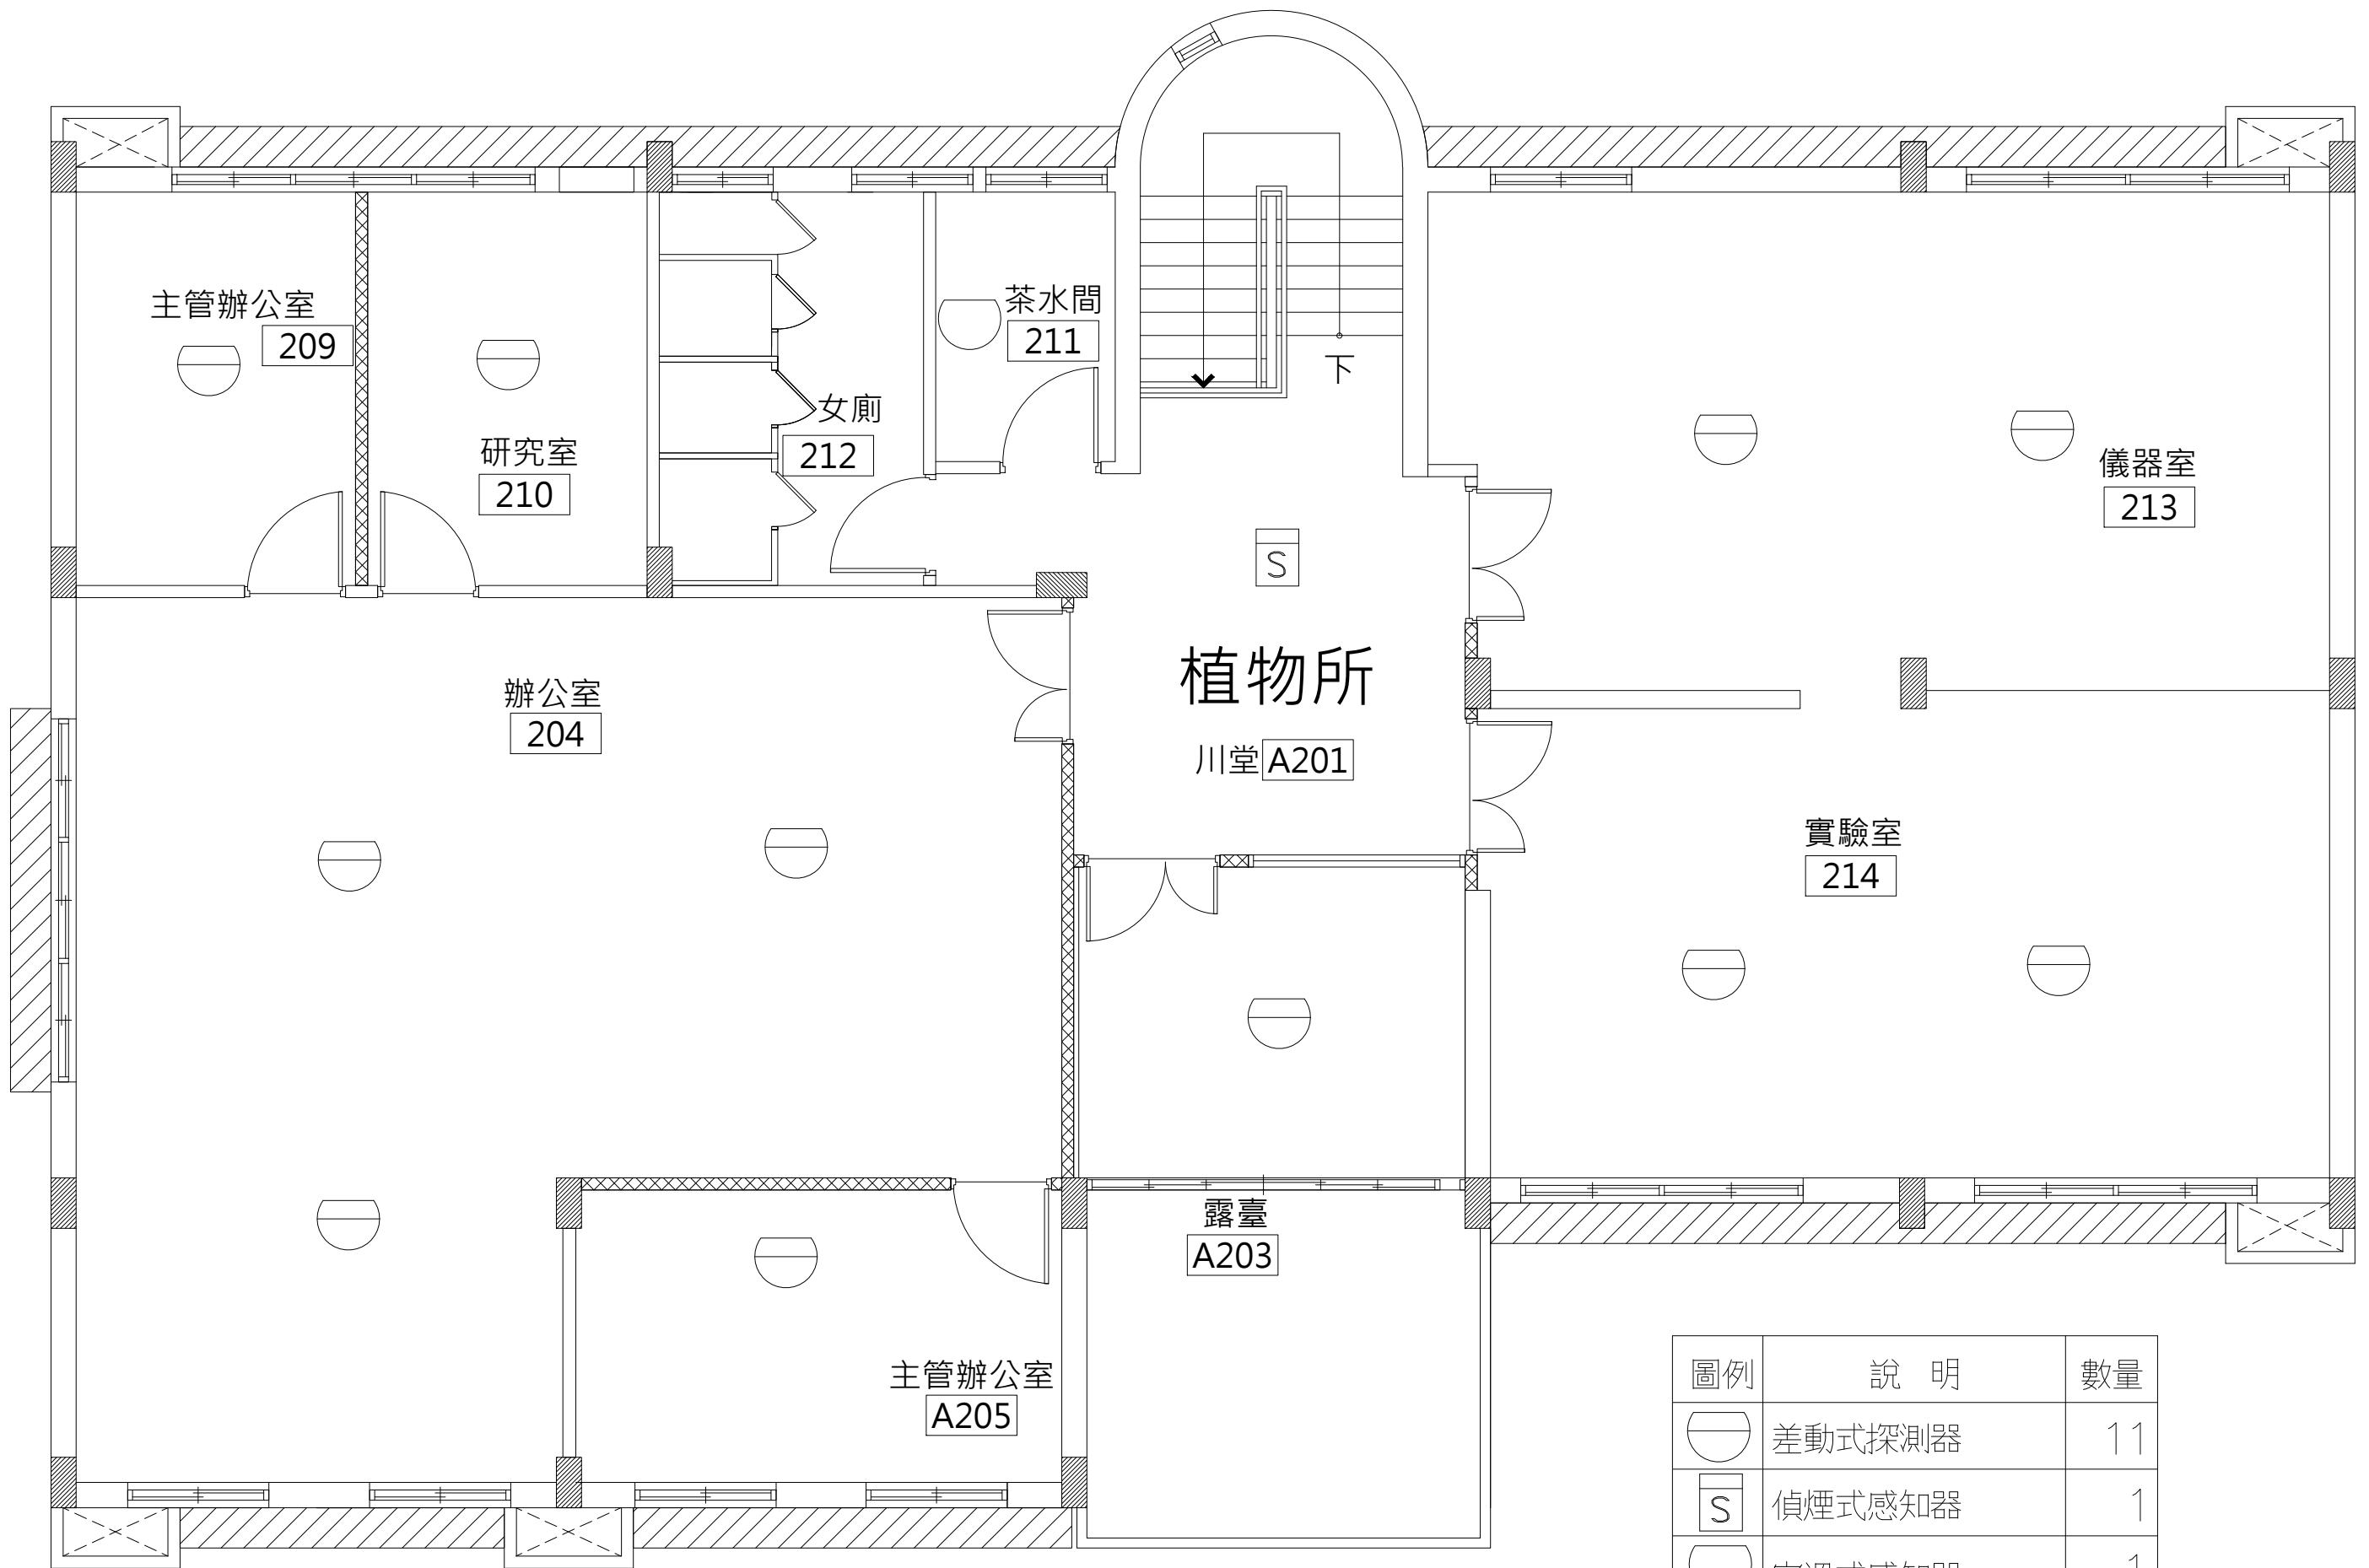 主管辦公室
209
研究室
210
女廁
212
茶水間
211
下
儀器室
213
S
植物所
川堂 A201
辦公室
204
實驗室
214
露臺
A203
主管辦公室
A205
圖例 說 明 數量
差動式探測器 11
S 偵煙式感知器 1